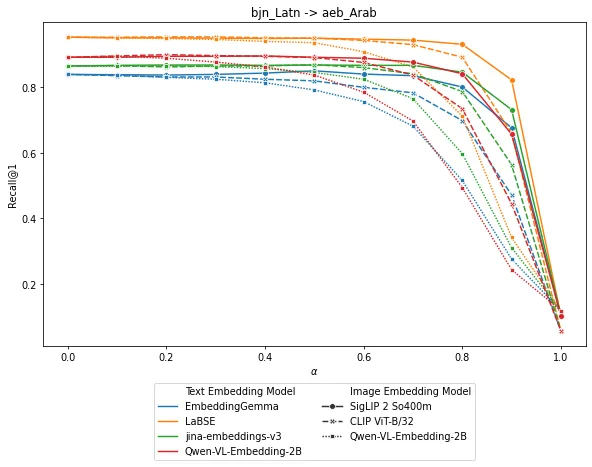 bjn_Latn -> aeb_Arab
Recall@1
0.8
0.6
0.4
0.2
0.0 0.2 0.4 0.6 0.8 1.0
α
Text Embedding Model Image Embedding Model
EmbeddingGemma SigLIP 2 So400m
LaBSE CLIP ViT-B/32
jina-embeddings-v3 Qwen-VL-Embedding-2B
Qwen-VL-Embedding-2B